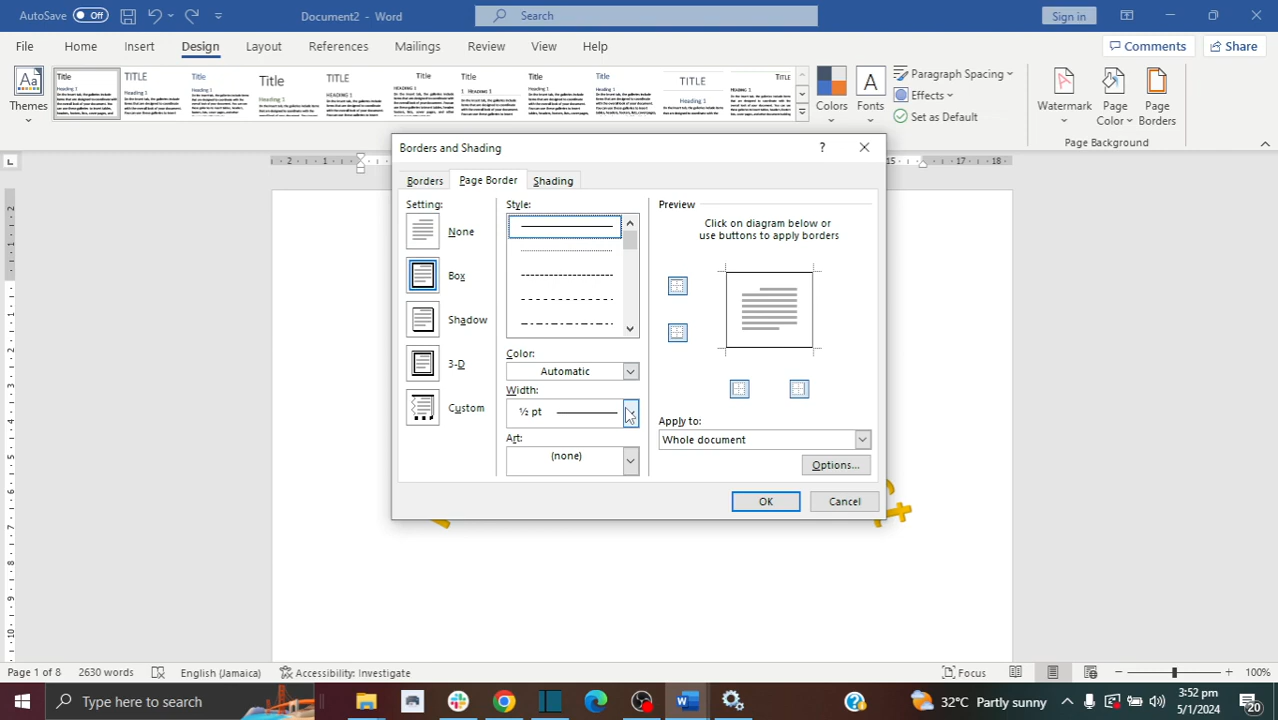 AutoSave Off Document2 - Word Search Sign in
File Home Insert Design Layout References Mailings Review View Help Comments Share
Themes Colors Fonts Paragraph Spacing Effects Set as Default Watermark Page Color Page Borders
Page Background
Borders and Shading ?
Borders Page Border Shading
Setting: Style: Preview
None
Click on diagram below or
use buttons to apply borders
Box
Shadow
Color:
3-D Automatic
Width:
Custom ½ pt
Apply to:
Art: Whole document
(none) Options...
OK Cancel
Page 1 of 8 2630 words English (Jamaica) Accessibility: Investigate Focus 100%
Type here to search 32°C Partly sunny 3:52 pm
5/1/2024 20